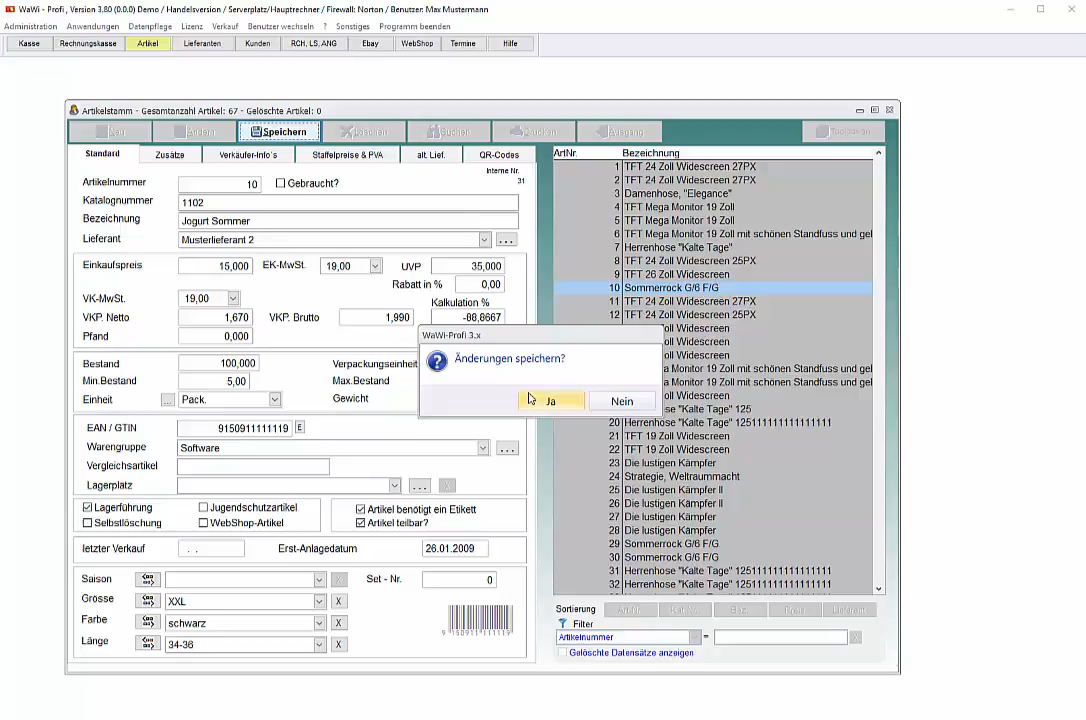 WaWi - Profi , Version 3.80 (0.0.0) Demo / Handelsversion / Serverplatz/Hauptrechner / Firewall: Norton / Benutzer: Max Mustermann
Administration Anwendungen Datenpflege Lizenz Verkauf Benutzer wechseln ? Sonstiges Programm beenden
Kasse Rechnungskasse Artikel Lieferanten Kunden RCH, LS, ANG Ebay WebShop Termine Hilfe
Artikelstamm - Gesamtanzahl Artikel: 67 - Gelöschte Artikel: 0
Neu Ändern Speichern Löschen Suchen Drucken Ausgang
Standard Zusätze Verkäufer-Info´s Staffelpreise & PVA alt. Lief. QR-Codes
Interne Nr.
31
Artikelnummer 10 Gebraucht?
Katalognummer 1102
Bezeichnung Jogurt Sommer
Lieferant Musterlieferant 2 ...
Einkaufspreis 15,000 EK-MwSt. 19,00 UVP 35,000
Rabatt in % 0,00
VK-MwSt. 19,00 Kalkulation %
VKP. Netto 1,670 VKP. Brutto 1,990 -88,8667
Pfand 0,000
Bestand 100,000 Verpackungseinheit
Min.Bestand 5,00 Max.Bestand
Einheit ... Pack. Gewicht
EAN / GTIN 9150911111119 E
Warengruppe Software ...
Vergleichsartikel
Lagerplatz ... X
Lagerführung Jugendschutzartikel Artikel benötigt ein Etikett
Selbstlöschung WebShop-Artikel Artikel teilbar?
letzter Verkauf . . Erst-Anlagedatum 26.01.2009
Saison X Set - Nr. 0
Grösse XXL X
Farbe schwarz X
Länge 34-36 X
9 150911 111119
WaWi-Profi 3.x
Änderungen speichern?
Ja Nein
ArtNr. Bezeichnung
1 TFT 24 Zoll Widescreen 27PX
2 TFT 24 Zoll Widescreen 27PX
3 Damenhose, "Elegance"
4 TFT Mega Monitor 19 Zoll
5 TFT Mega Monitor 19 Zoll
6 TFT Mega Monitor 19 Zoll mit schönen Standfuss und gel
7 Herrenhose "Kalte Tage"
8 TFT 24 Zoll Widescreen 25PX
9 TFT 26 Zoll Widescreen
10 Sommerrock G/6 F/G
11 TFT 24 Zoll Widescreen 27PX
12 TFT 24 Zoll Widescreen 25PX
Zoll Widescreen
Zoll Widescreen
Zoll Widescreen
a Monitor 19 Zoll mit schönen Standfuss und gel
a Monitor 19 Zoll mit schönen Standfuss und gel
Zoll Widescreen
se "Kalte Tage" 125
20 Herrenhose "Kalte Tage" 12511111111111111
21 TFT 19 Zoll Widescreen
22 TFT 19 Zoll Widescreen
23 Die lustigen Kämpfer
24 Strategie, Weltraummacht
25 Die lustigen Kämpfer II
26 Die lustigen Kämpfer II
27 Die lustigen Kämpfer
28 Die lustigen Kämpfer
29 Sommerrock G/6 F/G
30 Sommerrock G/6 F/G
31 Herrenhose "Kalte Tage" 12511111111111111
32 Herrenhose "Kalte Tage" 12511111111111111
Sortierung Art.Nr. Kat.Nr. Bez. Preis Lieferant
Filter
Artikelnummer =
Gelöschte Datensätze anzeigen